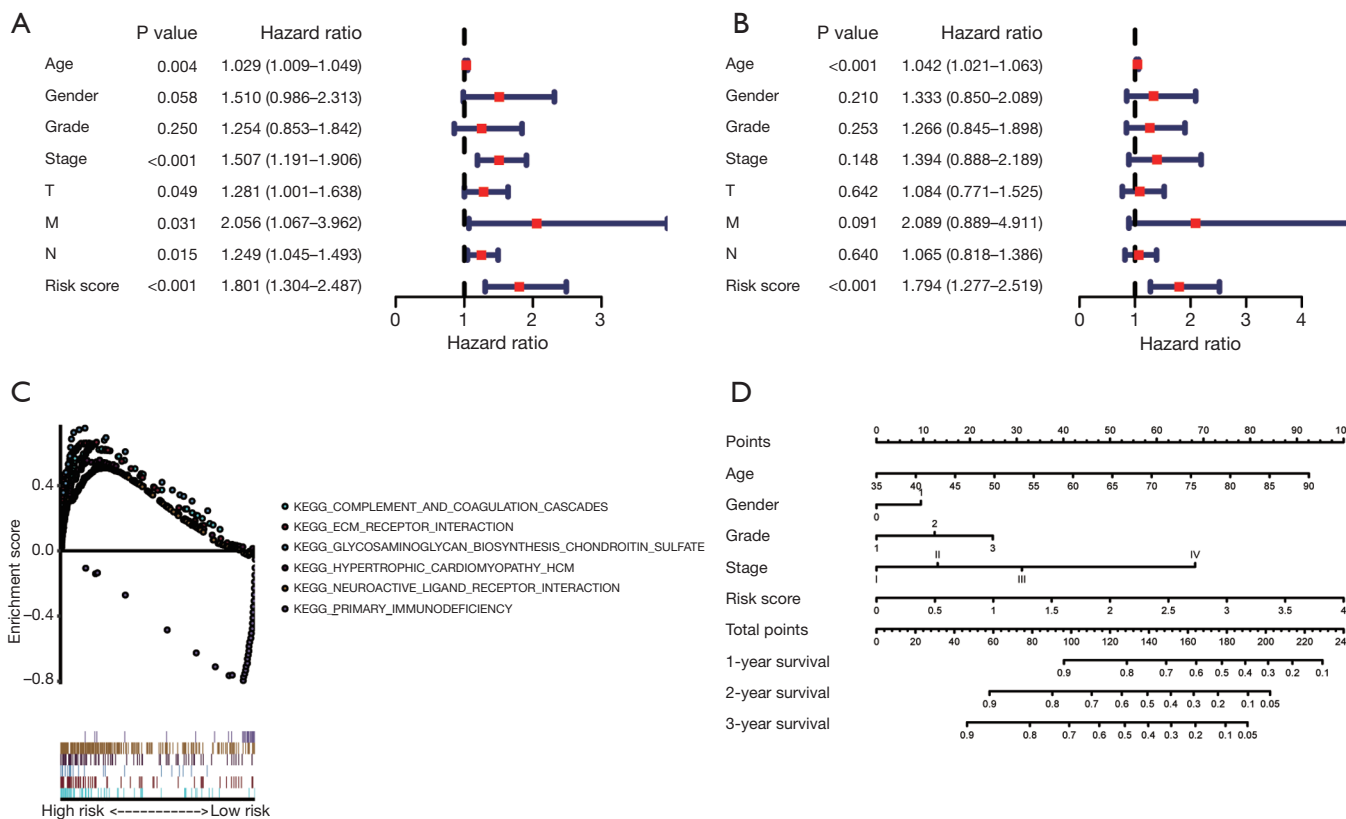 A
P value Hazard ratio
Age 0.004 1.029 (1.009–1.049)
Gender 0.058 1.510 (0.986–2.313)
Grade 0.250 1.254 (0.853–1.842)
Stage <0.001 1.507 (1.191–1.906)
T 0.049 1.281 (1.001–1.638)
M 0.031 2.056 (1.067–3.962)
N 0.015 1.249 (1.045–1.493)
Risk score <0.001 1.801 (1.304–2.487)
0 1 2 3
Hazard ratio
B
P value Hazard ratio
Age <0.001 1.042 (1.021–1.063)
Gender 0.210 1.333 (0.850–2.089)
Grade 0.253 1.266 (0.845–1.898)
Stage 0.148 1.394 (0.888–2.189)
T 0.642 1.084 (0.771–1.525)
M 0.091 2.089 (0.889–4.911)
N 0.640 1.065 (0.818–1.386)
Risk score <0.001 1.794 (1.277–2.519)
0 1 2 3 4
Hazard ratio
C
Enrichment score
0.4
0.0
−0.4
−0.8
KEGG_COMPLEMENT_AND_COAGULATION_CASCADES
KEGG_ECM_RECEPTOR_INTERACTION
KEGG_GLYCOSAMINOGLYCAN_BIOSYNTHESIS_CHONDROITIN_SULFATE
KEGG_HYPERTROPHIC_CARDIOMYOPATHY_HCM
KEGG_NEUROACTIVE_LIGAND_RECEPTOR_INTERACTION
KEGG_PRIMARY_IMMUNODEFICIENCY
High risk <----------->Low risk
D
0 10 20 30 40 50 60 70 80 90 10
Points
Age
35 40 45 50 55 60 65 70 75 80 85 90
1
Gender
0
2
Grade
1 3
II IV
Stage
I III
Risk score
0 0.5 1 1.5 2 2.5 3 3.5 4
Total points
0 20 40 60 80 100 120 140 160 180 200 220 24
1-year survival
0.9 0.8 0.7 0.6 0.5 0.4 0.3 0.2 0.1
2-year survival
0.9 0.8 0.7 0.6 0.5 0.4 0.3 0.2 0.1 0.05
3-year survival
0.9 0.8 0.7 0.6 0.5 0.4 0.3 0.2 0.1 0.05